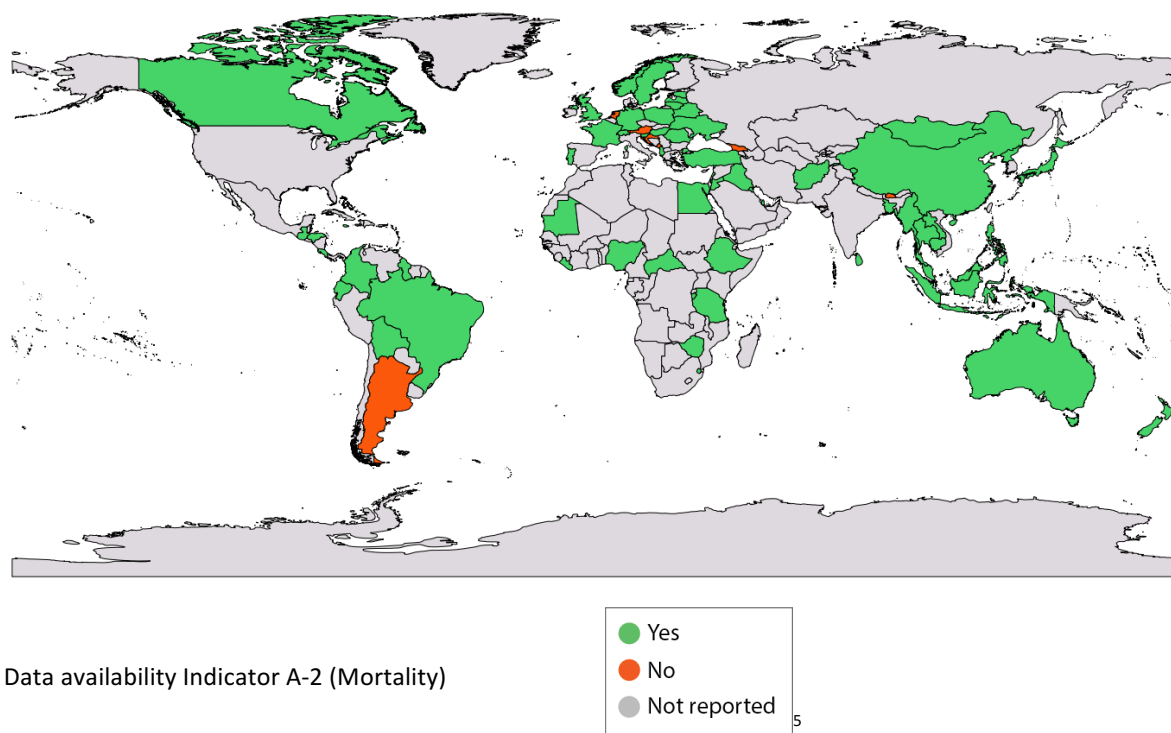 Yes
No
Data availability Indicator A-2 (Mortality)
Not reported
5